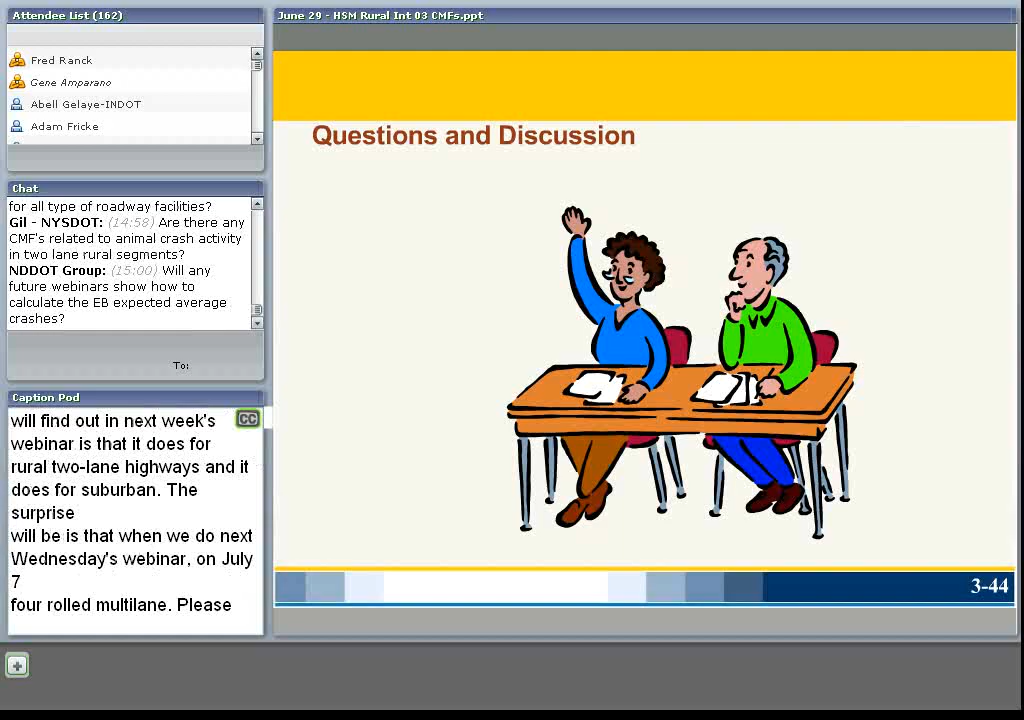 Attendee List (162)
Fred Ranck
Gene Amparano
Abell Gelaye-INDOT
Adam Fricke
Chat
for all type of roadway facilities?
Gil - NYSDOT: (14:58) Are there any
CMF's related to animal crash activity
in two lane rural segments?
NDDOT Group: (15:00) Will any
future webinars show how to
calculate the EB expected average
crashes?
To:
Caption Pod
will find out in next week's
CC
webinar is that it does for
rural two-lane highways and it
does for suburban. The
surprise
will be is that when we do next
Wednesday's webinar, on July
7
four rolled multilane. Please
June 29 - HSM Rural Int 03 CMFs.ppt
Questions and Discussion
3-44